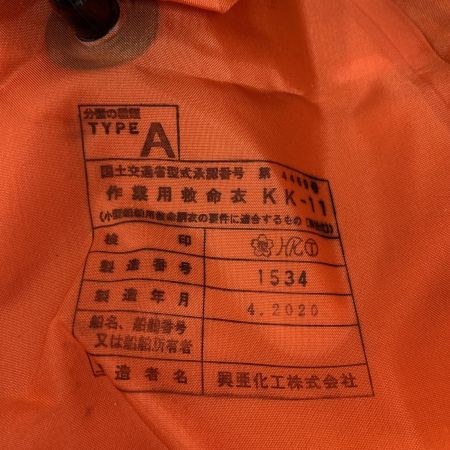 分類の種類
TYPE A
国土交通省型式承認番号 第
作業用救命衣 KK-11
(小型船舶用救命胴衣の要件に適合するもの
検 印
製造番号 1534
製造年月 4.2020
船名、船舶番号
又は船舶所有者
造者名 興亜化工株式会社